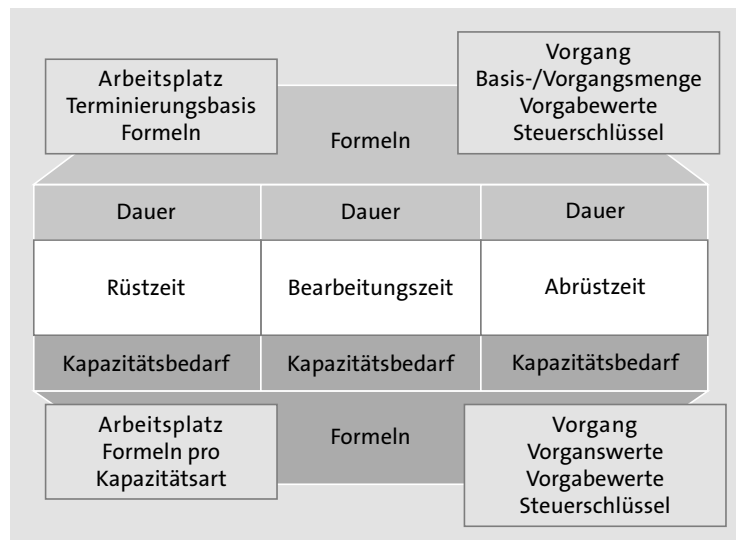 Arbeitsplatz
Terminierungsbasis
Formeln
Formeln
Vorgang
Basis-/Vorgangsmenge
Vorgabewerte
Steuerschlüssel
Dauer
Dauer
Dauer
Rüstzeit
Bearbeitungszeit
Abrüstzeit
Kapazitätsbedarf
Kapazitätsbedarf
Kapazitätsbedarf
Arbeitsplatz
Formeln pro
Kapazitätsart
Formeln
Vorgang
Vorganswerte
Vorgabewerte
Steuerschlüssel